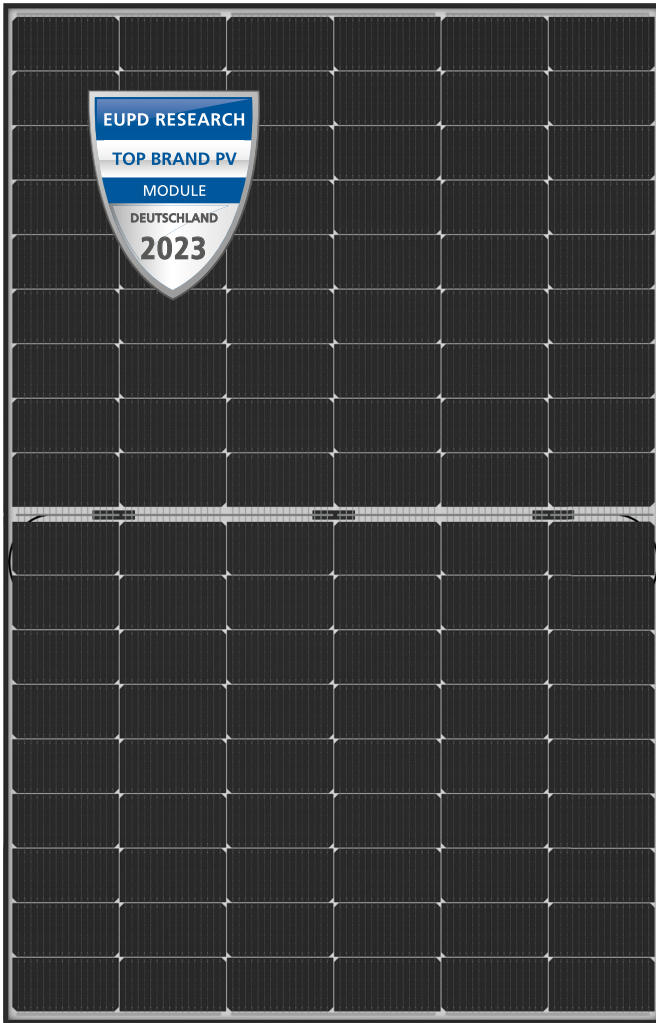 EUPD RESEARCH
TOP BRAND PV
MODULE
DEUTSCHLAND
2023